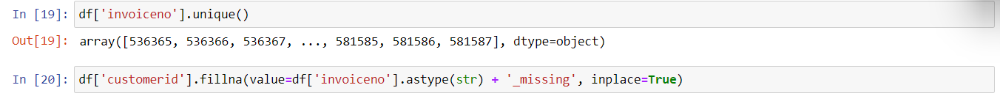 In [19]: df['invoiceno'].unique()
Out[19]: array([536365, 536366, 536367, ..., 581585, 581586, 581587], dtype=object)
In [20]: df['customerid'].fillna(value=df['invoiceno'].astype(str) + '_missing', inplace=True)